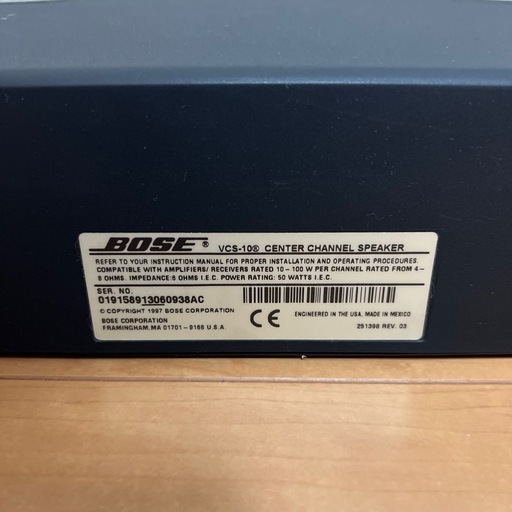 BOSE® VCS-10® CENTER CHANNEL SPEAKER
REFER TO YOUR INSTRUCTION MANUAL FOR PROPER INSTALLATION AND OPERATING PROCEDURES.
COMPATIBLE WITH AMPLIFIERS/ RECEIVERS RATED 10 – 100 W PER CHANNEL RATED FROM 4 –
8 OHMS. IMPEDANCE:6 OHMS I.E.C. POWER RATING: 50 WATTS I.E.C.
SER. NO.
019158913060938AC
© COPYRIGHT 1997 BOSE CORPORATION
BOSE CORPORATION
FRAMINGHAM, MA 01701 – 9168 U.S.A.
CE
ENGINEERED IN THE USA, MADE IN MEXICO
251398 REV. 03